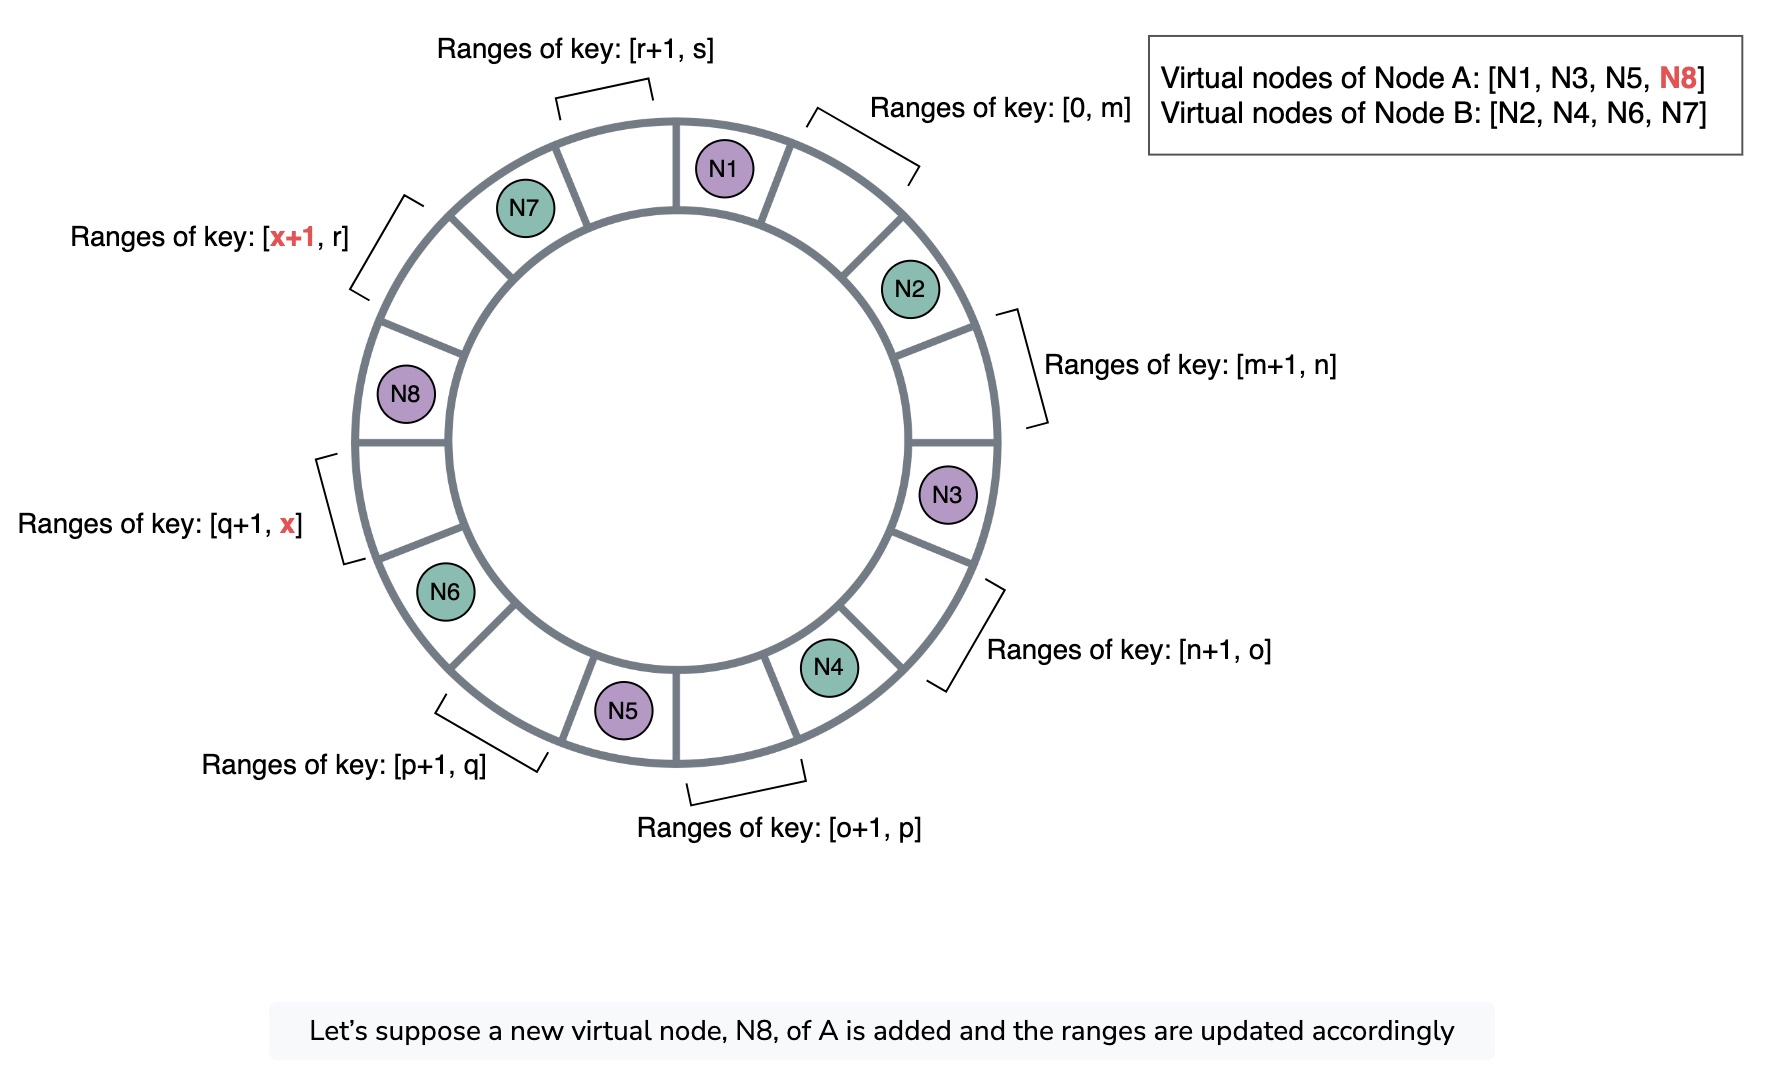 Ranges of key: [r+1, s]
Ranges of key: [0, m]
Virtual nodes of Node A: [N1, N3, N5, N8]
Virtual nodes of Node B: [N2, N4, N6, N7]
N1
N7
Ranges of key: [x+1, r]
N2
Ranges of key: [m+1, n]
N8
N3
Ranges of key: [q+1, x]
N6
Ranges of key: [n+1, o]
N4
N5
Ranges of key: [p+1, q]
Ranges of key: [o+1, p]
Let’s suppose a new virtual node, N8, of A is added and the ranges are updated accordingly